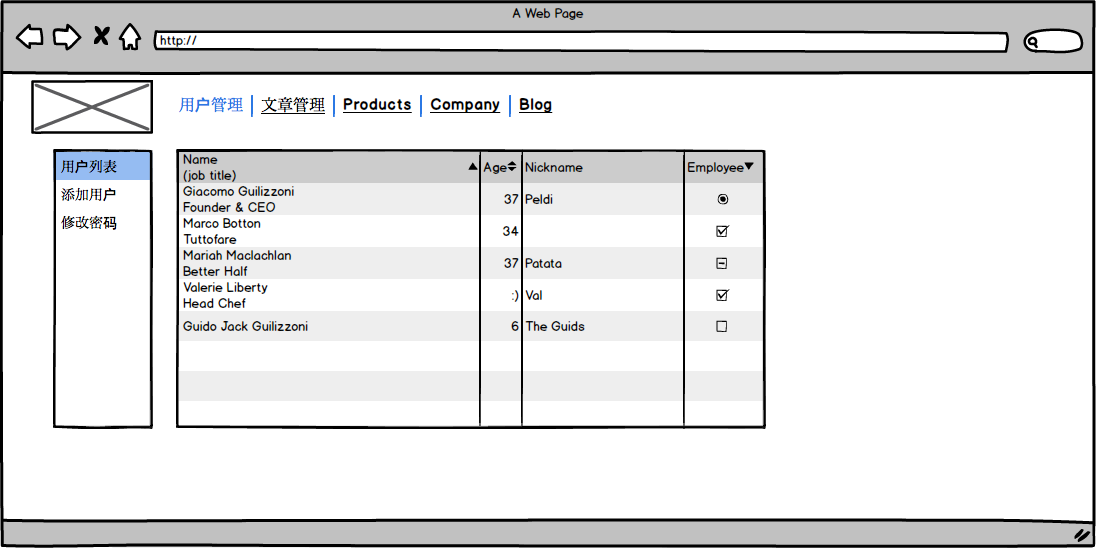 A Web Page
http://
用户管理 文章管理 Products Company Blog
用户列表
添加用户
修改密码
Name
(job title) Age Nickname Employee
Giacomo Guilizzoni
Founder & CEO 37 Peldi
Marco Botton
Tuttofare 34
Mariah Maclachlan
Better Half 37 Patata
Valerie Liberty
Head Chef :) Val
Guido Jack Guilizzoni 6 The Guids